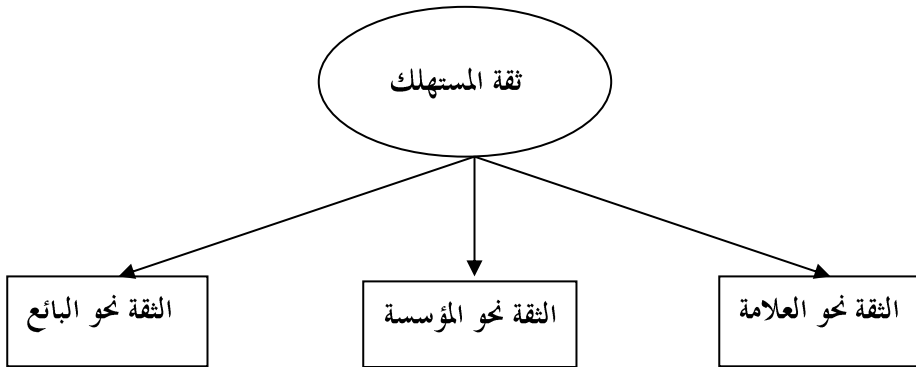 ثقة المستهلك
الثقة نحو العلامة
الثقة نحو المؤسسة
الثقة نحو البائع